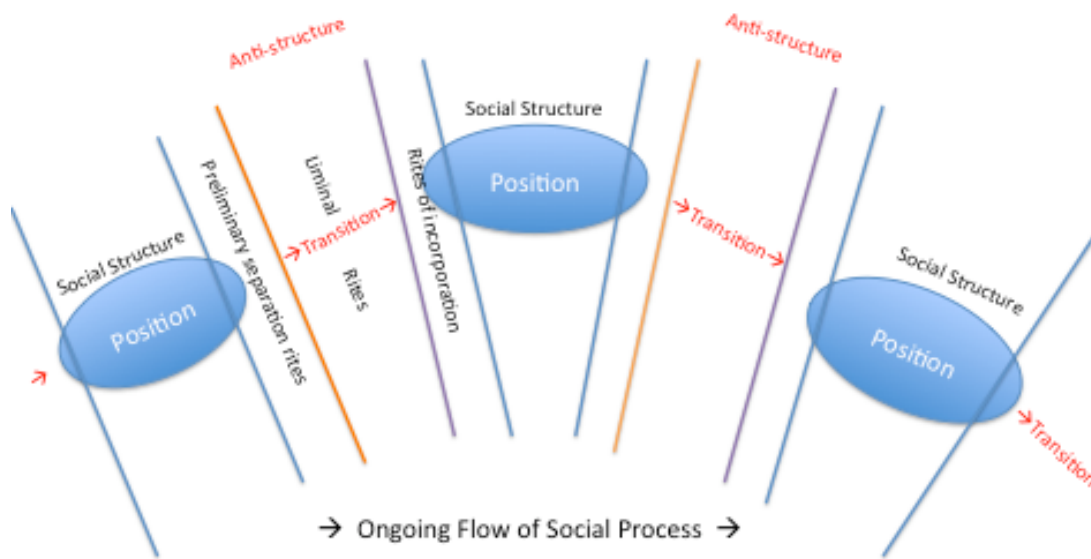 Anti-structure
Anti-structure
Social Structure
Position
Preliminary separation rites
Liminal
→Transition→
Rites
Rites of incorporation
Social Structure
Position
→Transition→
Social Structure
Position
→
→Transition
→ Ongoing Flow of Social Process →